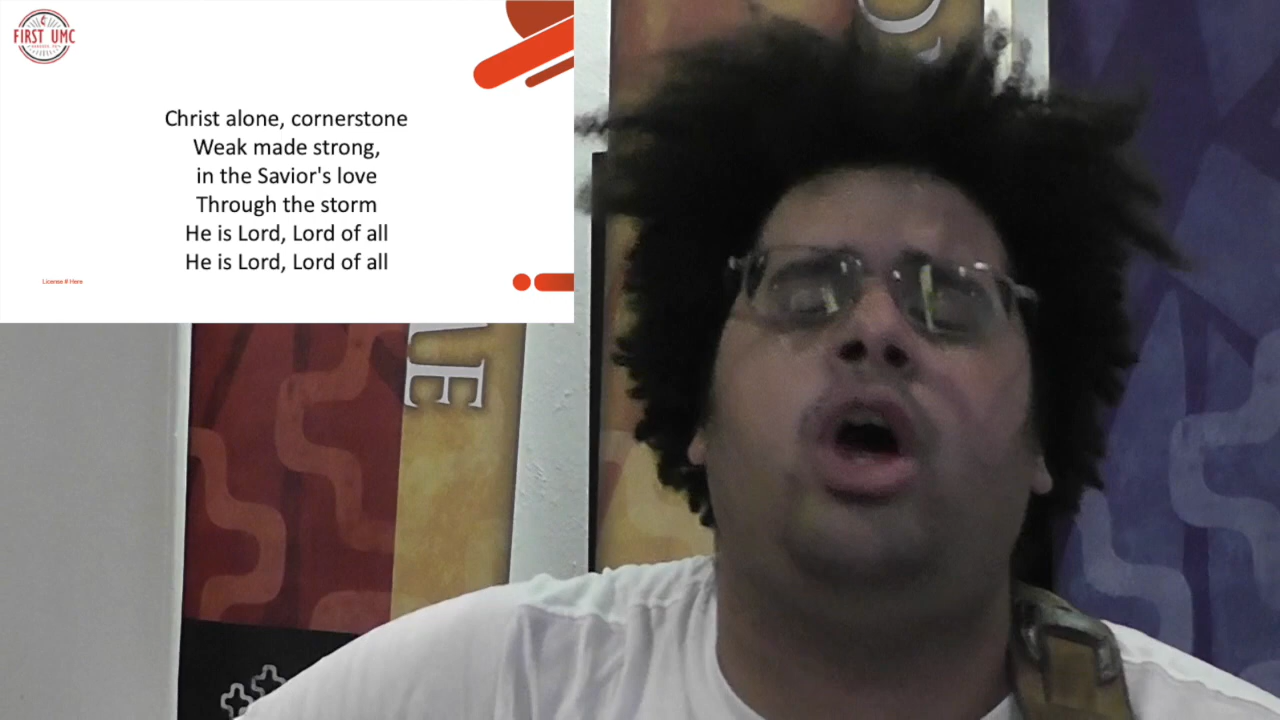 FIRST UMC
Christ alone, cornerstone
Weak made strong,
in the Savior's love
Through the storm
He is Lord, Lord of all
He is Lord, Lord of all
License # Here